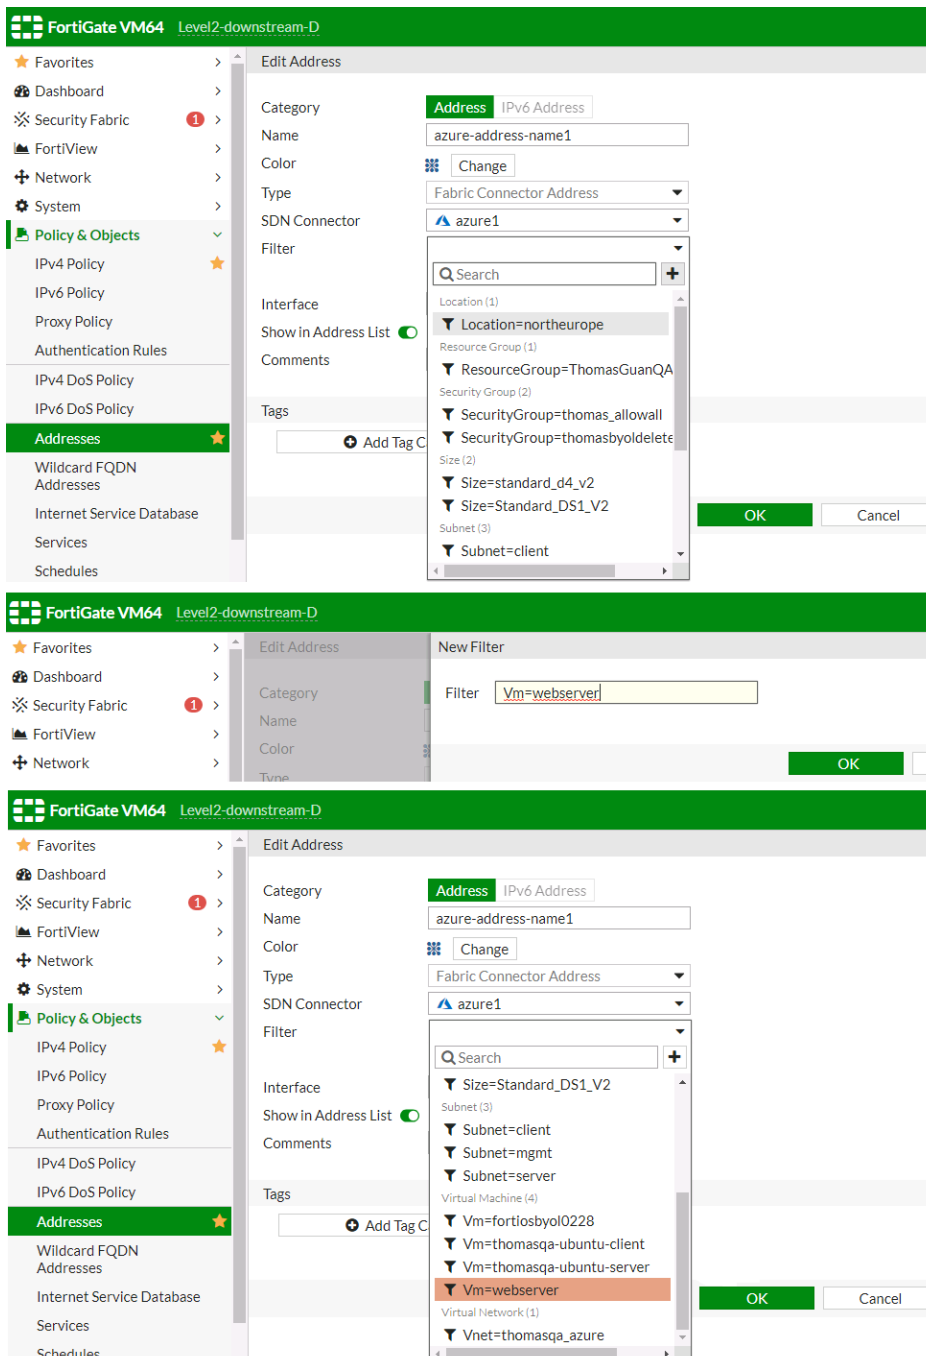 FortiGate VM64 Level2-downstream-D
Favorites
Dashboard
Security Fabric 1
FortiView
Network
System
Policy & Objects
IPv4 Policy
IPv6 Policy
Proxy Policy
Authentication Rules
IPv4 DoS Policy
IPv6 DoS Policy
Addresses
Wildcard FQDN
Addresses
Internet Service Database
Services
Schedules
Edit Address
Category Address IPv6 Address
Name azure-address-name1
Color Change
Type Fabric Connector Address
SDN Connector azure1
Filter
Search
Interface
Show in Address List
Comments
Location (1)
Location=northeurope
Resource Group (1)
ResourceGroup=ThomasGuanQA
Security Group (2)
SecurityGroup=thomas_allowall
SecurityGroup=thomasbyoldelete
Size (2)
Size=standard_d4_v2
Size=Standard_DS1_V2
Subnet (3)
Subnet=client
Tags
Add Tag C
OK Cancel
FortiGate VM64 Level2-downstream-D
Favorites
Dashboard
Security Fabric 1
FortiView
Network
Edit Address
Category
Name
Color
Type
New Filter
Filter Vm=webserver
OK
FortiGate VM64 Level2-downstream-D
Favorites
Dashboard
Security Fabric 1
FortiView
Network
System
Policy & Objects
IPv4 Policy
IPv6 Policy
Proxy Policy
Authentication Rules
IPv4 DoS Policy
IPv6 DoS Policy
Addresses
Wildcard FQDN
Addresses
Internet Service Database
Services
Schedules
Edit Address
Category Address IPv6 Address
Name azure-address-name1
Color Change
Type Fabric Connector Address
SDN Connector azure1
Filter
Search
Interface
Show in Address List
Comments
Size=Standard_DS1_V2
Subnet (3)
Subnet=client
Subnet=mgmt
Subnet=server
Virtual Machine (4)
Vm=fortiosbyol0228
Vm=thomasqa-ubuntu-client
Vm=thomasqa-ubuntu-server
Vm=webserver
Virtual Network (1)
Vnet=thomasqa_azure
Tags
Add Tag C
OK Cancel